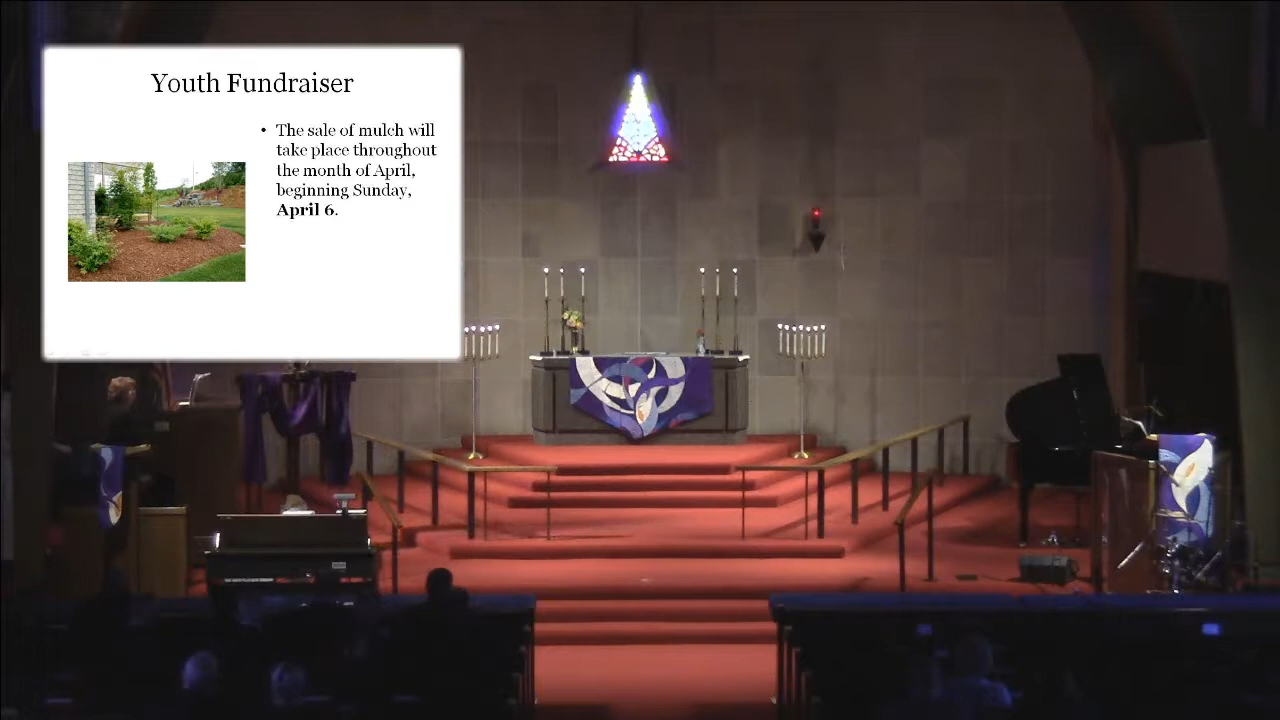 Youth Fundraiser
• The sale of mulch will
take place throughout
the month of April,
beginning Sunday,
April 6.